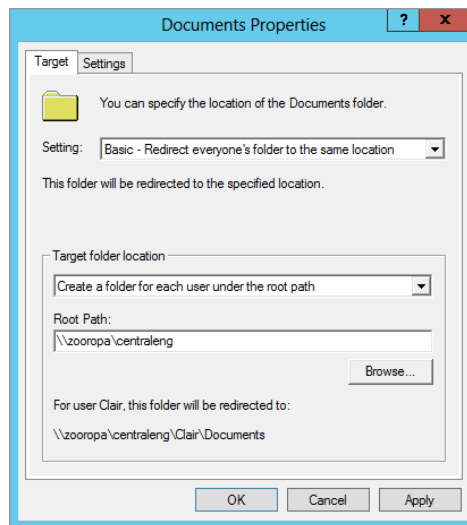 Documents Properties
?
x
Target
Settings
You can specify the location of the Documents folder.
Setting:
Basic - Redirect everyone's folder to the same location
This folder will be redirected to the specified location.
Target folder location
Create a folder for each user under the root path
Root Path:
\\zooropa\centraleng
Browse...
For user Clair, this folder will be redirected to:
\\zooropa\centraleng\Clair\Documents
OK
Cancel
Apply